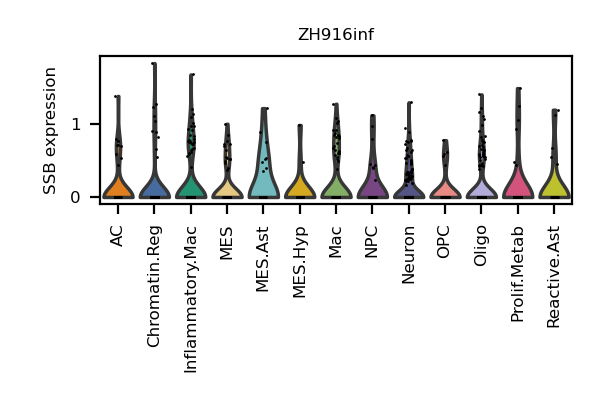 ZH916inf
SSB expression
1
0
AC
Chromatin.Reg
Inflammatory.Mac
MES
MES.Ast
MES.Hyp
Mac
NPC
Neuron
OPC
Oligo
Prolif.Metab
Reactive.Ast